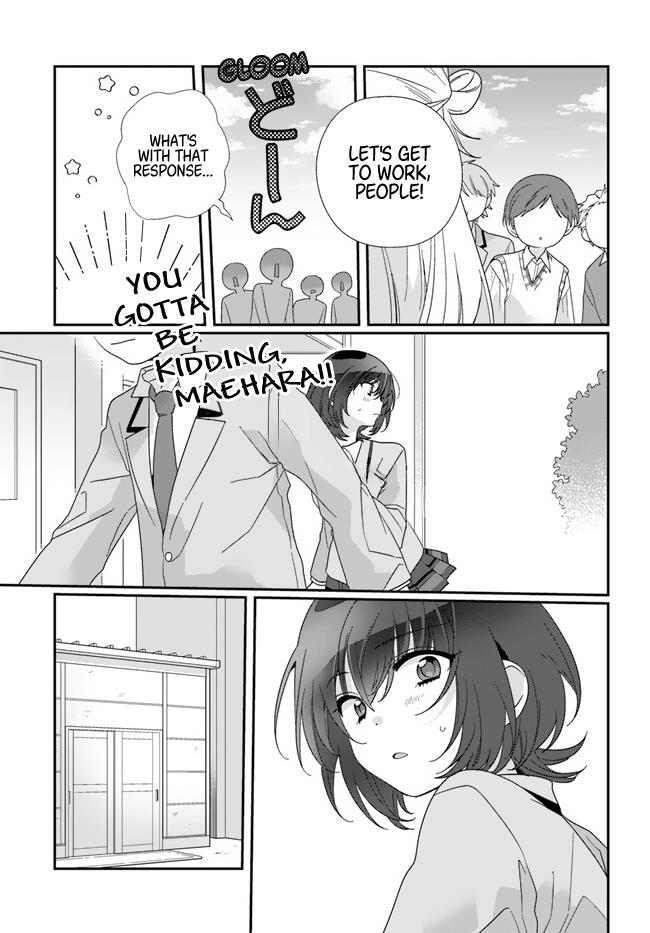 LET'S GET
TO WORK,
PEOPLE!
GLOOM
どーん
WHAT'S
WITH THAT
RESPONSE...
YOU
GOTTA
BE
KIDDING,
MAEHARA!!